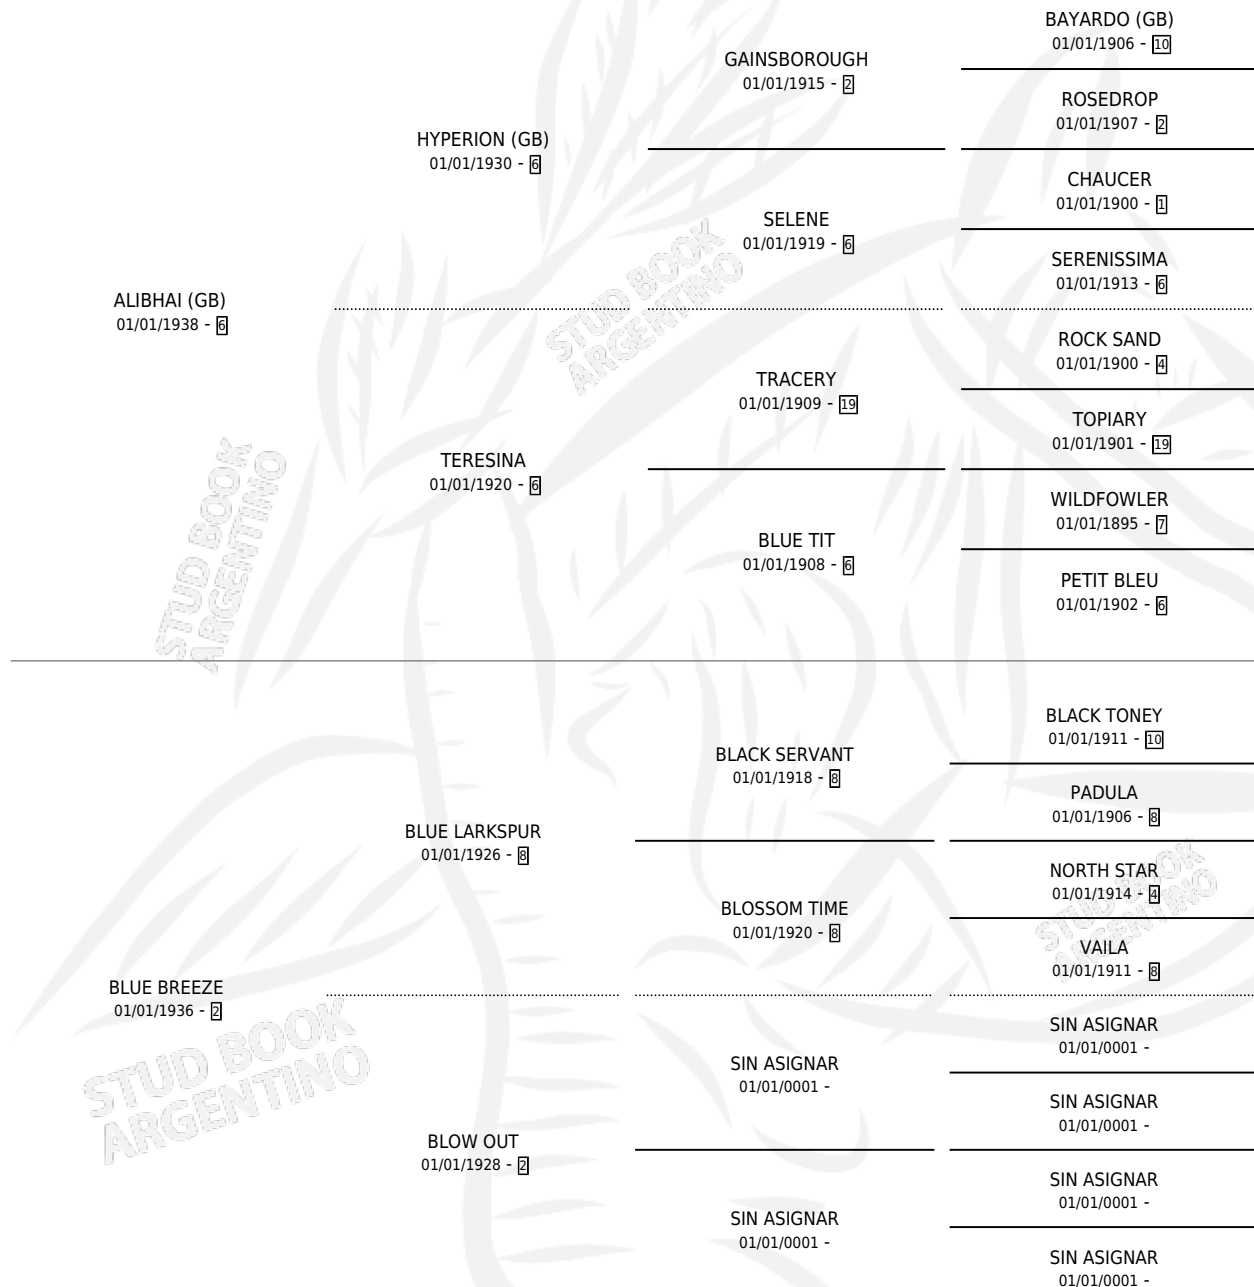 BAYARDO (GB)
01/01/1906 - 10
GAINSBOROUGH
01/01/1915 - 2
ROSEDROP
01/01/1907 - 2
HYPERION (GB)
01/01/1930 - 6
CHAUCER
01/01/1900 - 1
SELENE
01/01/1919 - 6
SERENISSIMA
01/01/1913 - 6
ALIBHAI (GB)
01/01/1938 - 6
STUD BOOK
ARGENTINO
ROCK SAND
01/01/1900 - 4
TRACERY
01/01/1909 - 19
TOPIARY
01/01/1901 - 19
TERESINA
01/01/1920 - 6
WILDFOWLER
01/01/1895 - 7
BLUE TIT
01/01/1908 - 6
PETIT BLEU
01/01/1902 - 6
STUD BOOK
ARGENTINO
BLACK TONEY
01/01/1911 - 10
BLACK SERVANT
01/01/1918 - 8
PADULA
01/01/1906 - 8
BLUE LARKSPUR
01/01/1926 - 8
NORTH STAR
01/01/1914 - 4
BLOSSOM TIME
01/01/1920 - 8
VAILA
01/01/1911 - 8
STUD BOOK
ARGENTINO
BLUE BREEZE
01/01/1936 - 2
SIN ASIGNAR
01/01/0001 -
SIN ASIGNAR
01/01/0001 -
SIN ASIGNAR
01/01/0001 -
STUD BOOK
ARGENTINO
BLOW OUT
01/01/1928 - 2
SIN ASIGNAR
01/01/0001 -
SIN ASIGNAR
01/01/0001 -
SIN ASIGNAR
01/01/0001 -